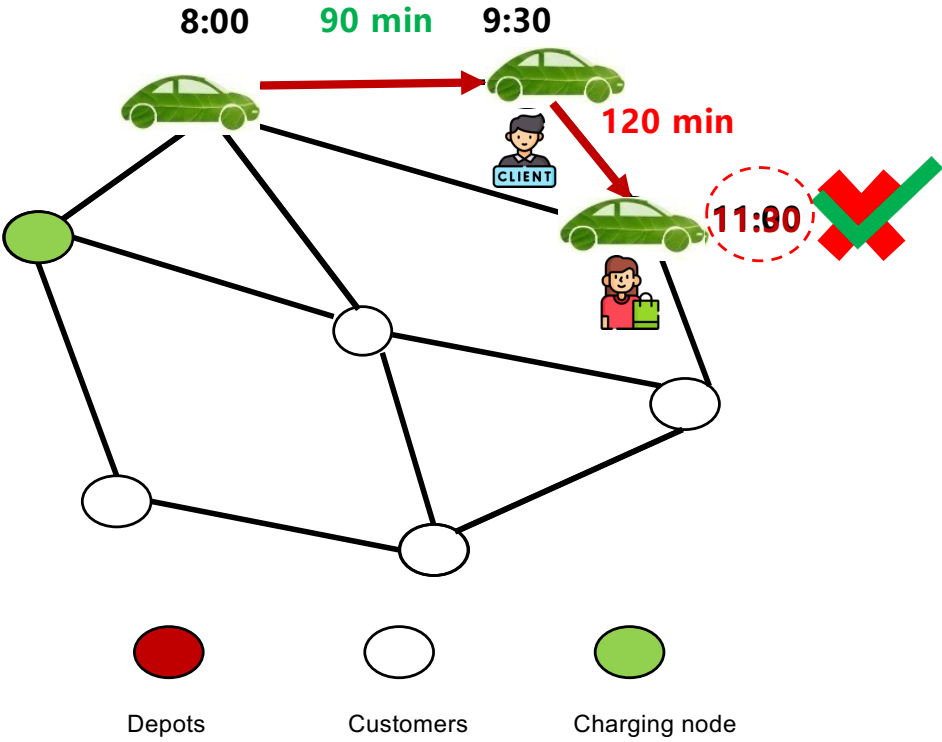 8:00
90 min
9:30
120 min
CLIENT
Depots
Customers
Charging node